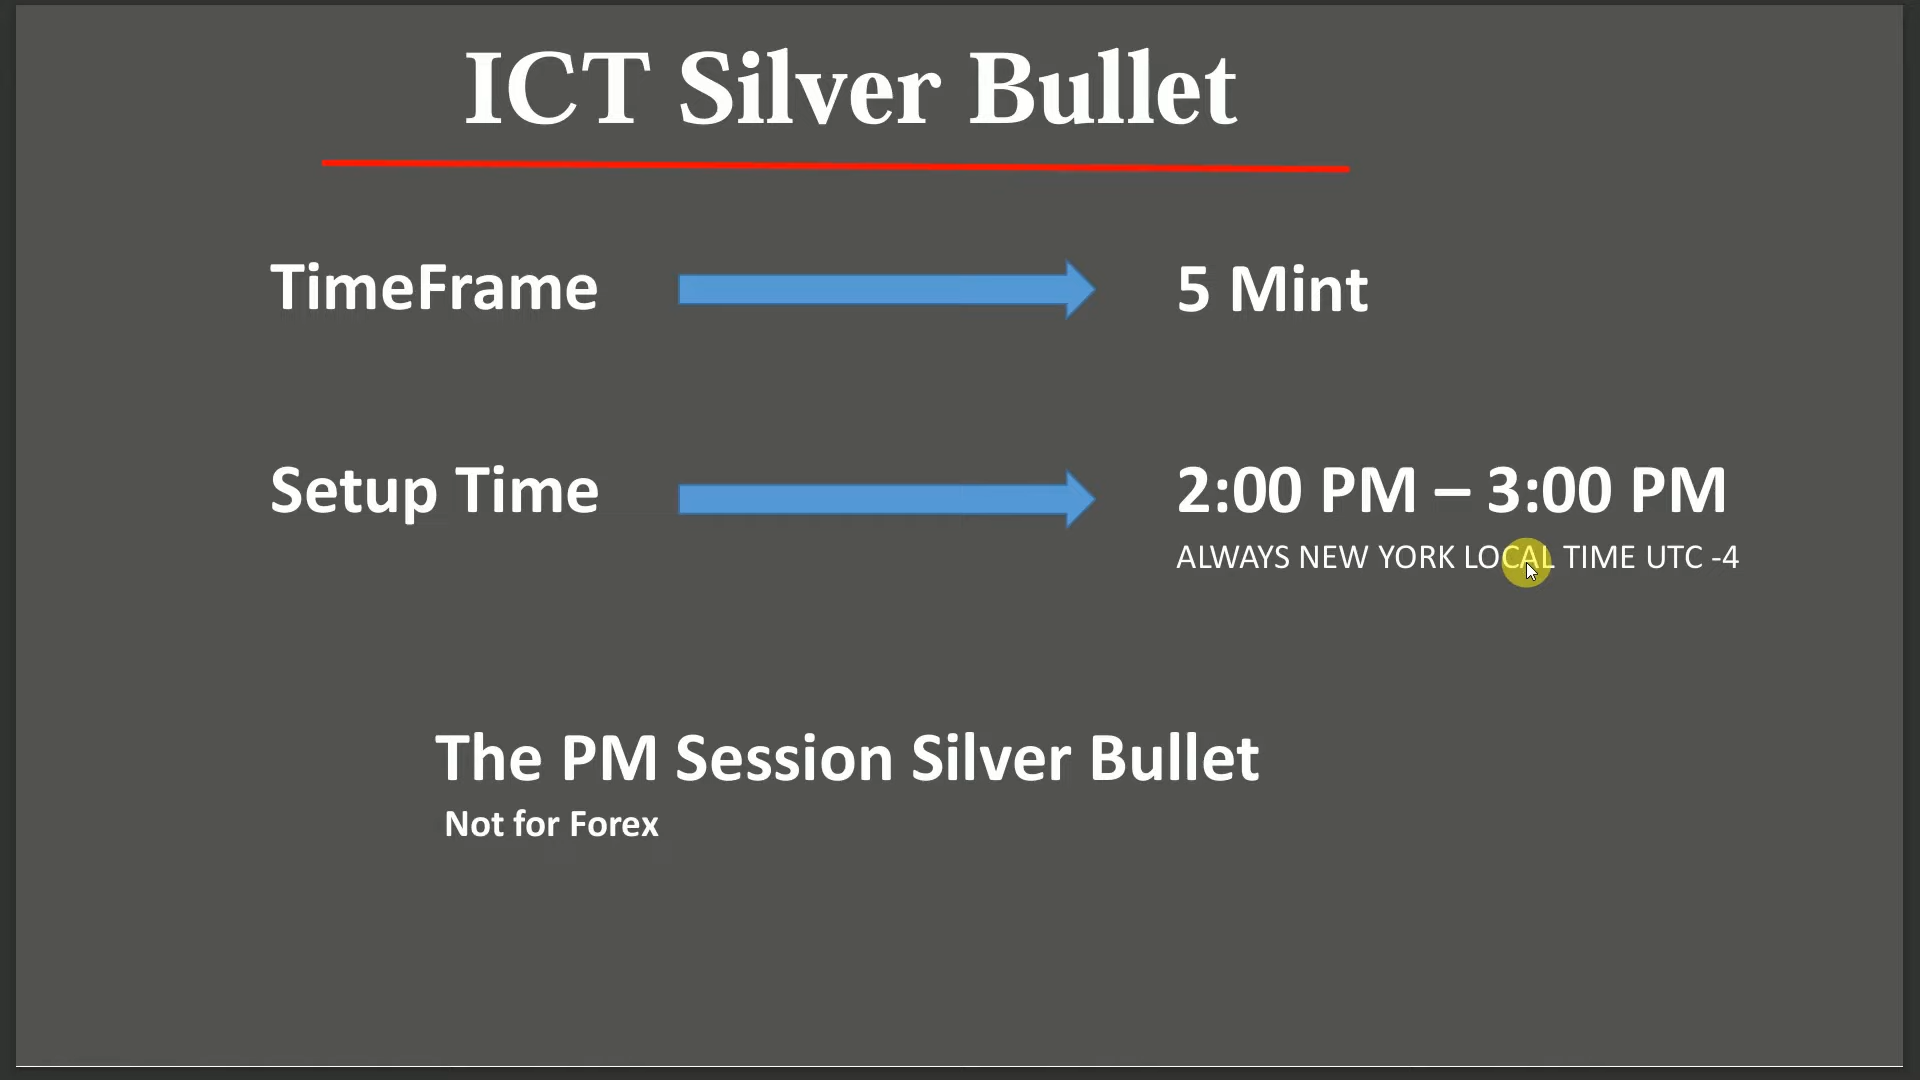 ICT Silver Bullet
TimeFrame
5 Mint
Setup Time
2:00 PM – 3:00 PM
ALWAYS NEW YORK LOCAL TIME UTC -4
The PM Session Silver Bullet
Not for Forex